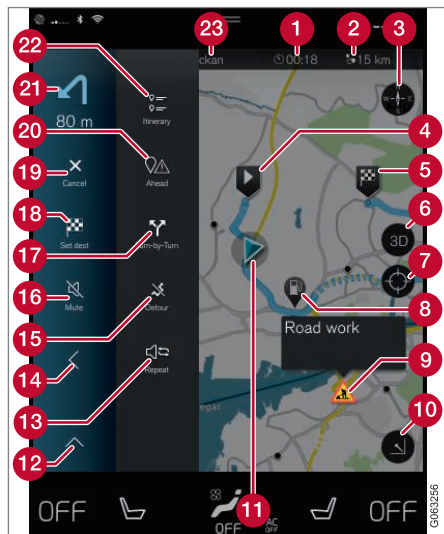 23 1 2 3
ckan 00:18 15 km
22
21
Itinerary
80 m
W E
4
5
20
19
Cancel
Ahead
18
Set dest
17
Turn-by-Turn
6
3D
7
16
Mute
15
Detour
8
Road work
14
13
Repeat
9
egat
10
12
11
OFF OFF AC OFF OFF
G063256